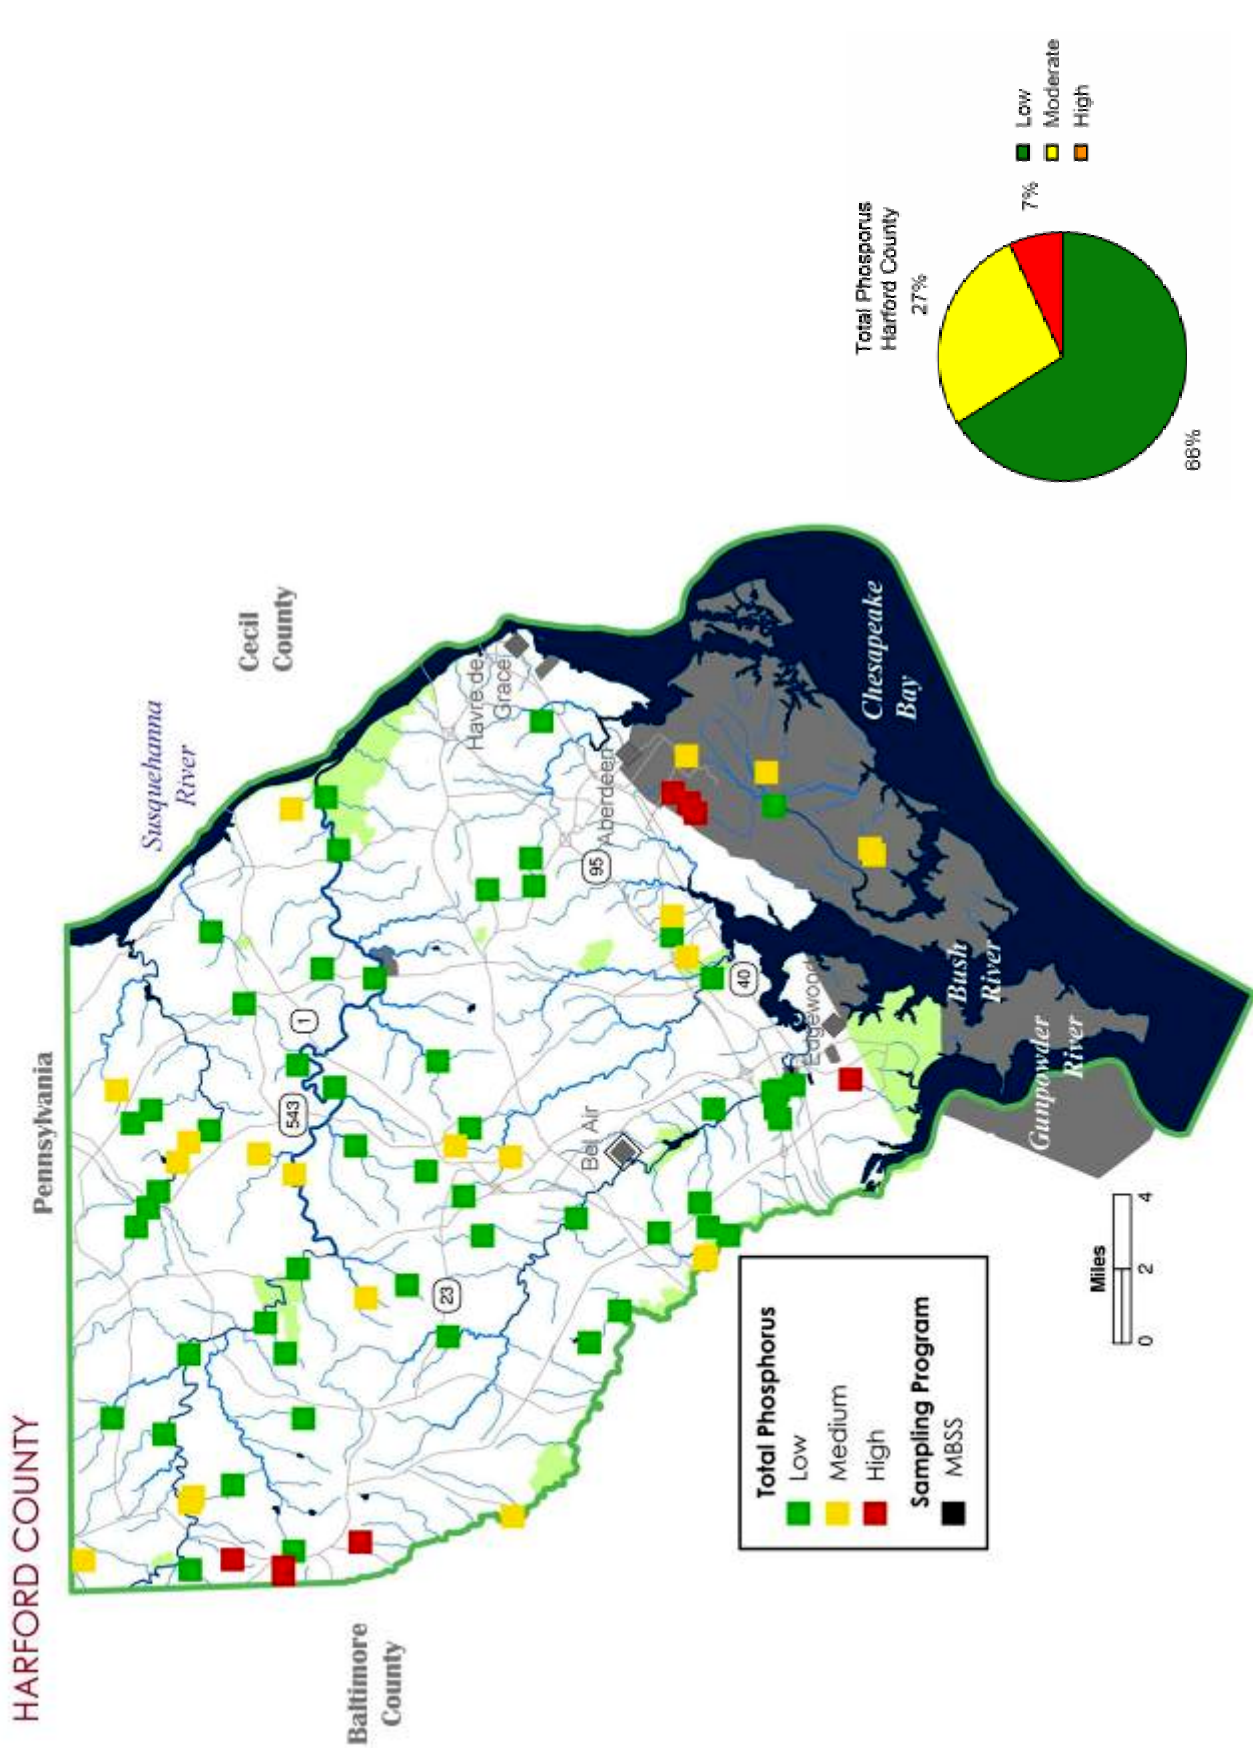 HARFORD COUNTY
Pennsylvania
Susquehanna
River
Cecil
County
Baltimore
County
1
543
23
Havre de
Grace
95
Aberdeen
Bel Air
40
Edgewood
Chesapeake
Bay
Bush
River
Gunpowder
River
Total Phosphorus
Low
Medium
High
Sampling Program
MBSS
Miles
0 2 4
Total Phosporus
Harford County
27%
7%
66%
Low
Moderate
High